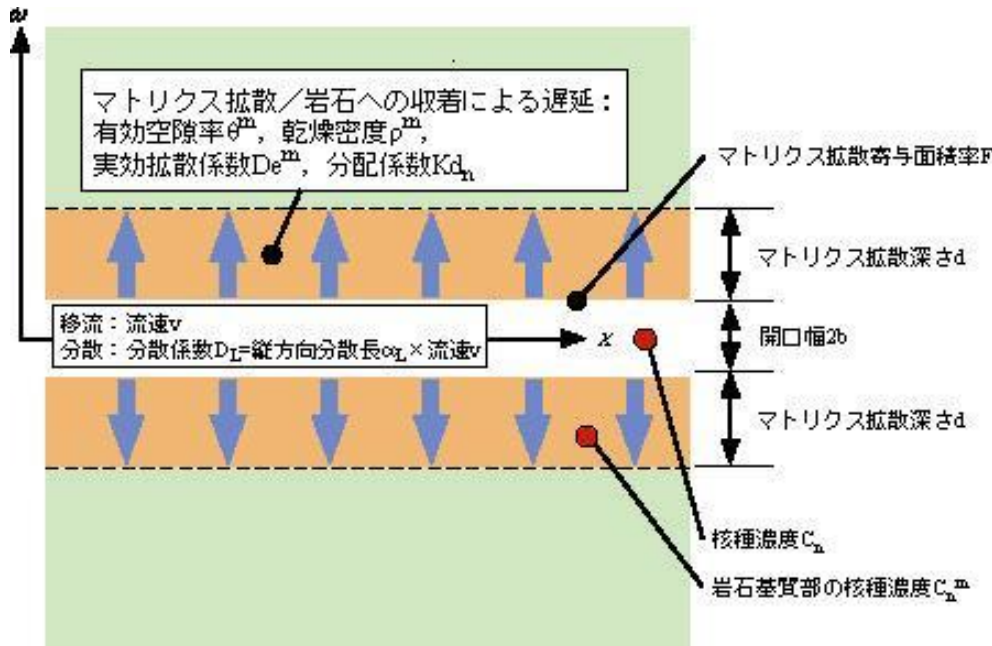 w
マトリクス拡散／岩石への収着による遅延：
有効空隙率θᵐ，乾燥密度ρᵐ，
実効拡散係数Deᵐ，分配係数Kdₙ
マトリクス拡散寄与面積率F
マトリクス拡散深さd
移流：流速v
分散：分散係数D_L=縦方向分散長α_L×流速v
x
開口幅2b
マトリクス拡散深さd
核種濃度Cₙ
岩石基質部の核種濃度Cₙᵐ